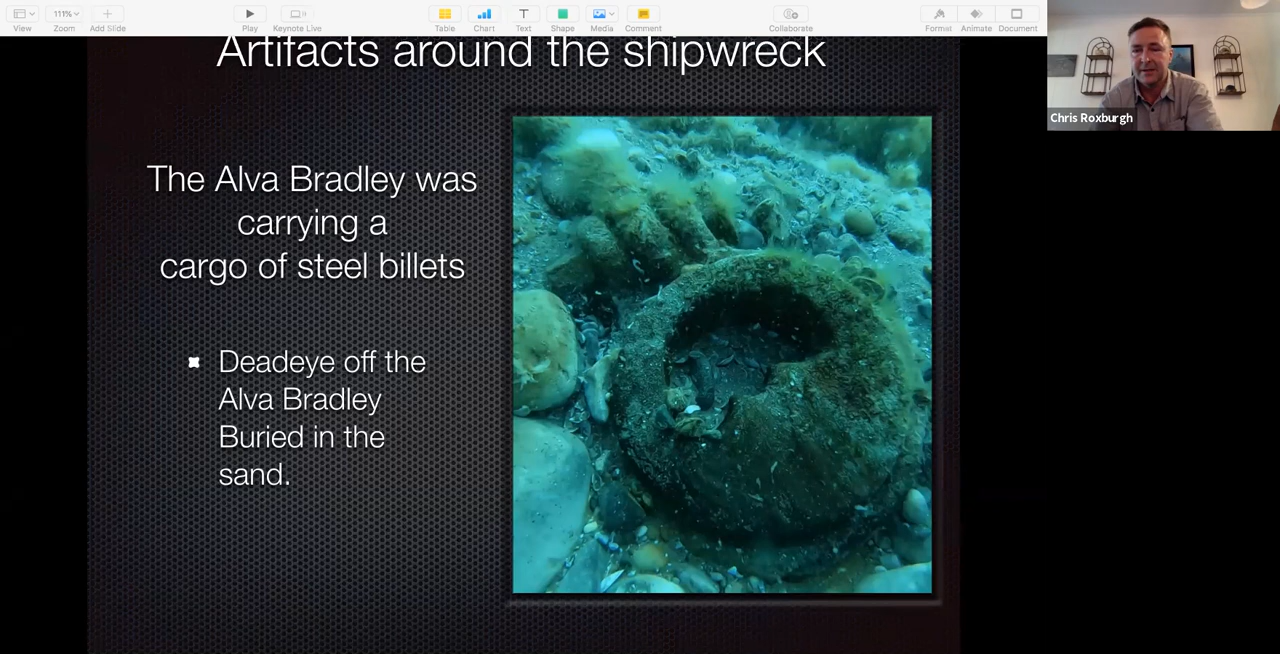 111%
View
Zoom
Add Slide
Play
Keynote Live
Table
Chart
Text
Shape
Media
Comment
Collaborate
Format
Animate
Document
Artifacts around the shipwreck
The Alva Bradley was
carrying a
cargo of steel billets
Deadeye off the
Alva Bradley
Buried in the
sand.
Chris Roxburgh